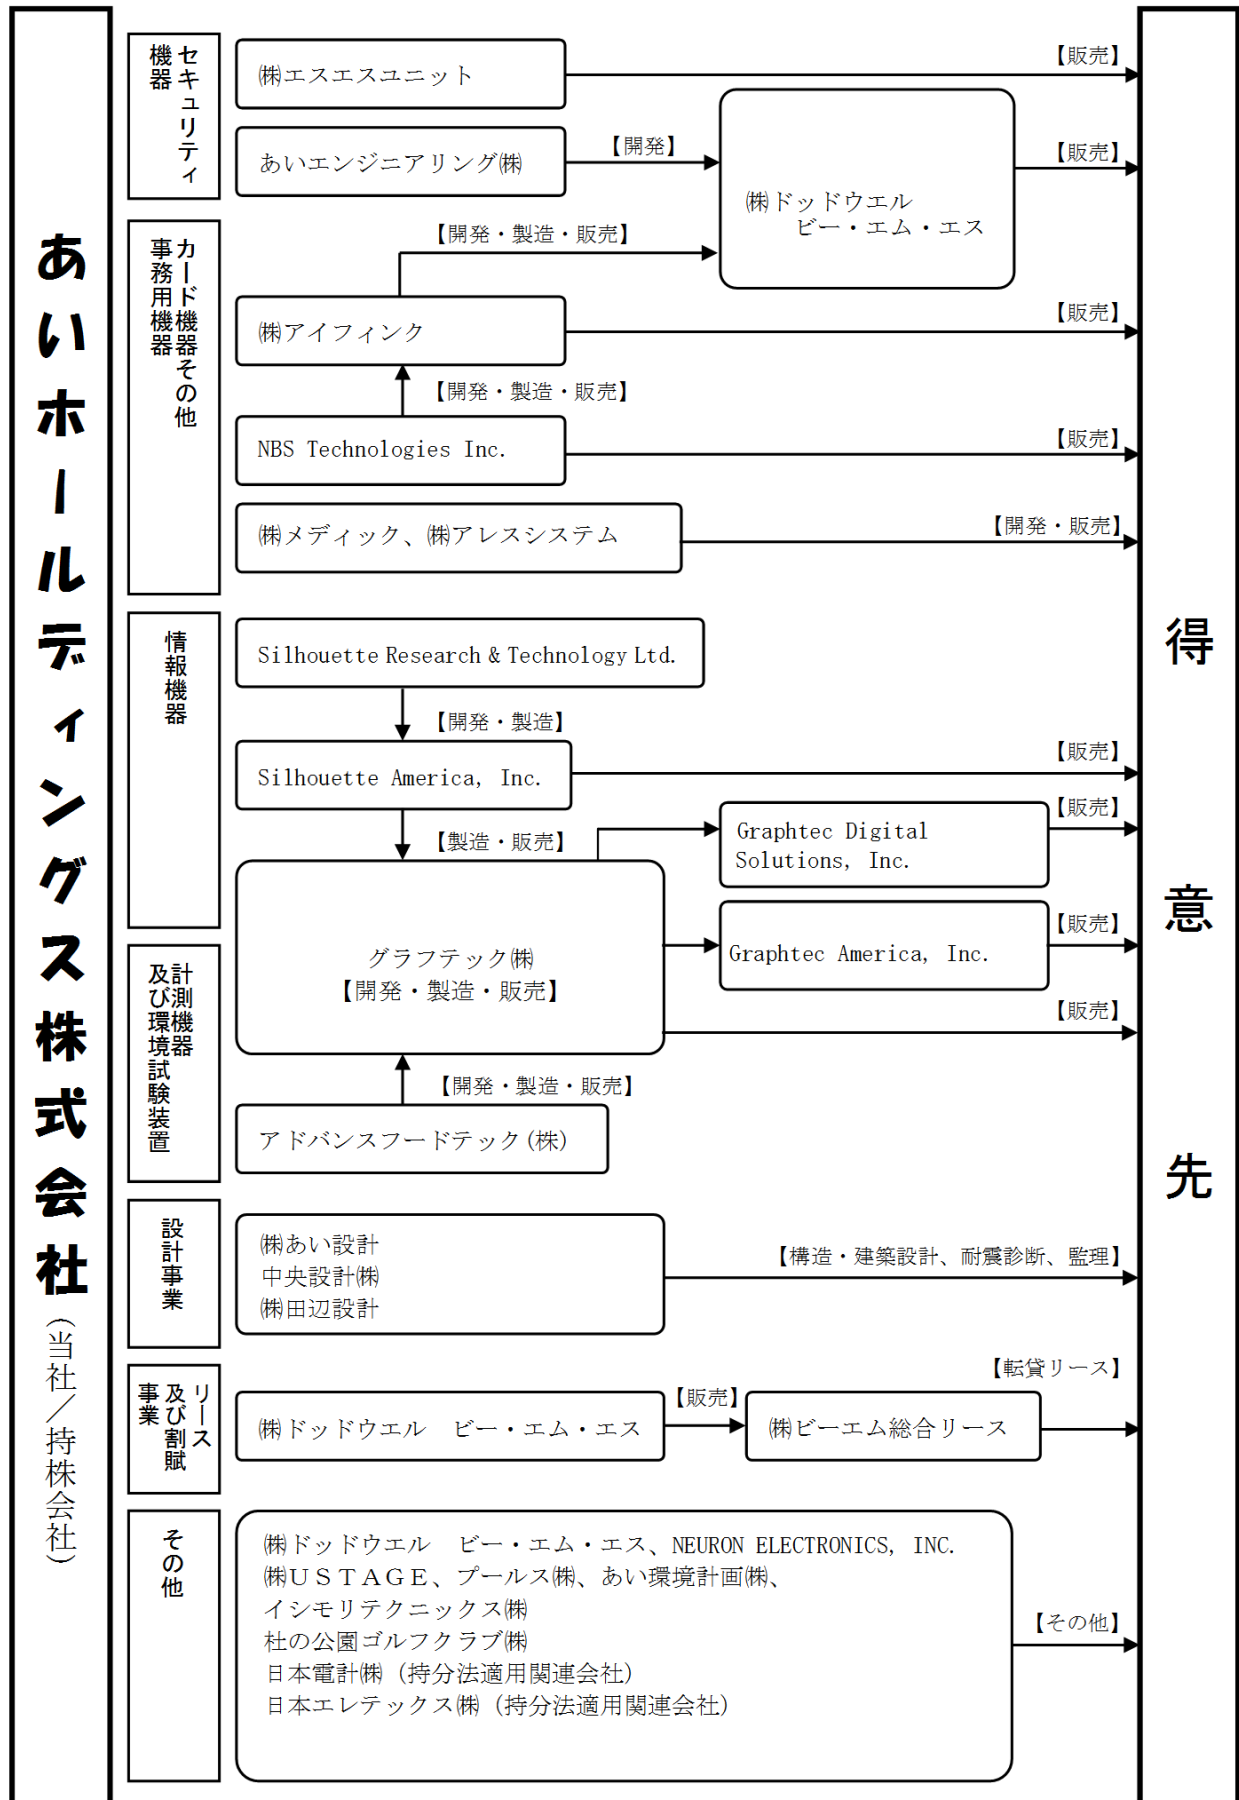 あいホールディングス株式会社（当社／持株会社）
セキュリティ
機器
㈱エスエスユニット
【販売】
あいエンジニアリング㈱
【開発】
㈱ドッドウエル
ビー・エム・エス
【販売】
カード機器その他
事務用機器
【開発・製造・販売】
㈱アイフィンク
【販売】
【開発・製造・販売】
NBS Technologies Inc.
【販売】
㈱メディック、㈱アレスシステム
【開発・販売】
情報機器
Silhouette Research & Technology Ltd.
【開発・製造】
Silhouette America, Inc.
【販売】
【製造・販売】
Graphtec Digital
Solutions, Inc.
【販売】
計測機器
及び環境試験装置
グラフテック㈱
【開発・製造・販売】
Graphtec America, Inc.
【販売】
【販売】
【開発・製造・販売】
アドバンスフードテック(株)
設計事業
㈱あい設計
中央設計㈱
㈱田辺設計
【構造・建築設計、耐震診断、監理】
リース
及び割賦
事業
㈱ドッドウエル　ビー・エム・エス
【販売】
㈱ビーエム総合リース
【転貸リース】
その他
㈱ドッドウエル　ビー・エム・エス、NEURON ELECTRONICS, INC.
㈱ＵＳＴＡＧＥ、プールス㈱、あい環境計画㈱、
イシモリテクニックス㈱
杜の公園ゴルフクラブ㈱
日本電計㈱（持分法適用関連会社）
日本エレテックス㈱（持分法適用関連会社）
【その他】
得意先